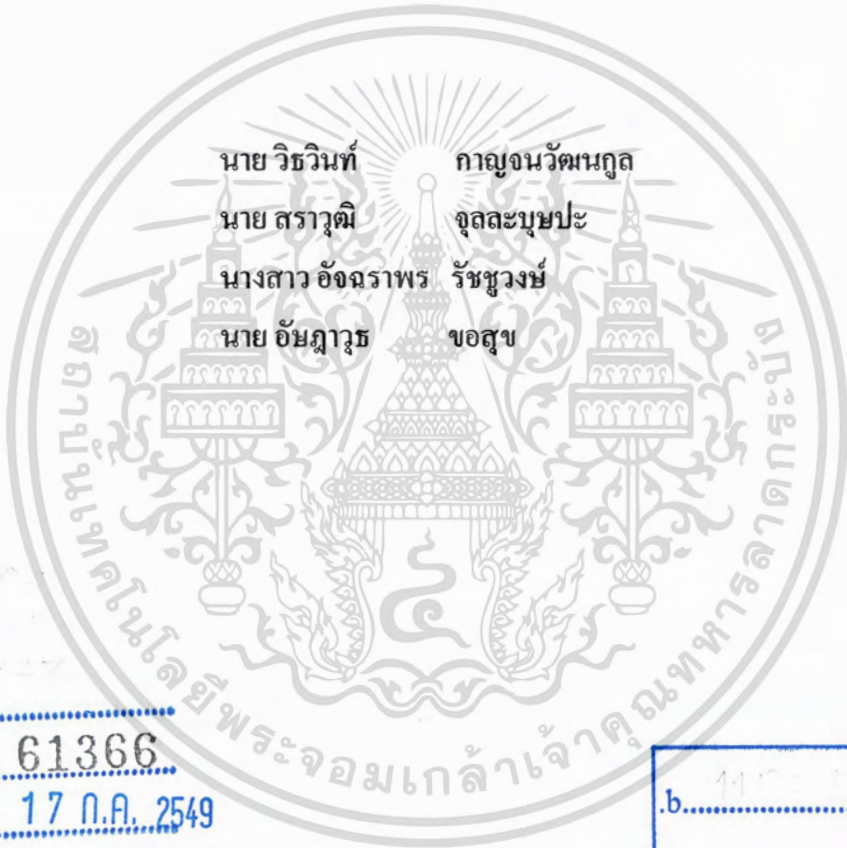 นาย วิธวินท์ กาญจนวัฒนกูล
นาย สราวุฒิ จุลละบุษปะ
นางสาว อัจฉราพร รัชชูวงษ์
นาย อัษฎาวุธ ขอสุข
สถาบันเทคโนโลยีพระจอมเกล้าเจ้าคุณทหารลาดกระบัง
61366
17 ก.ค. 2549
.b